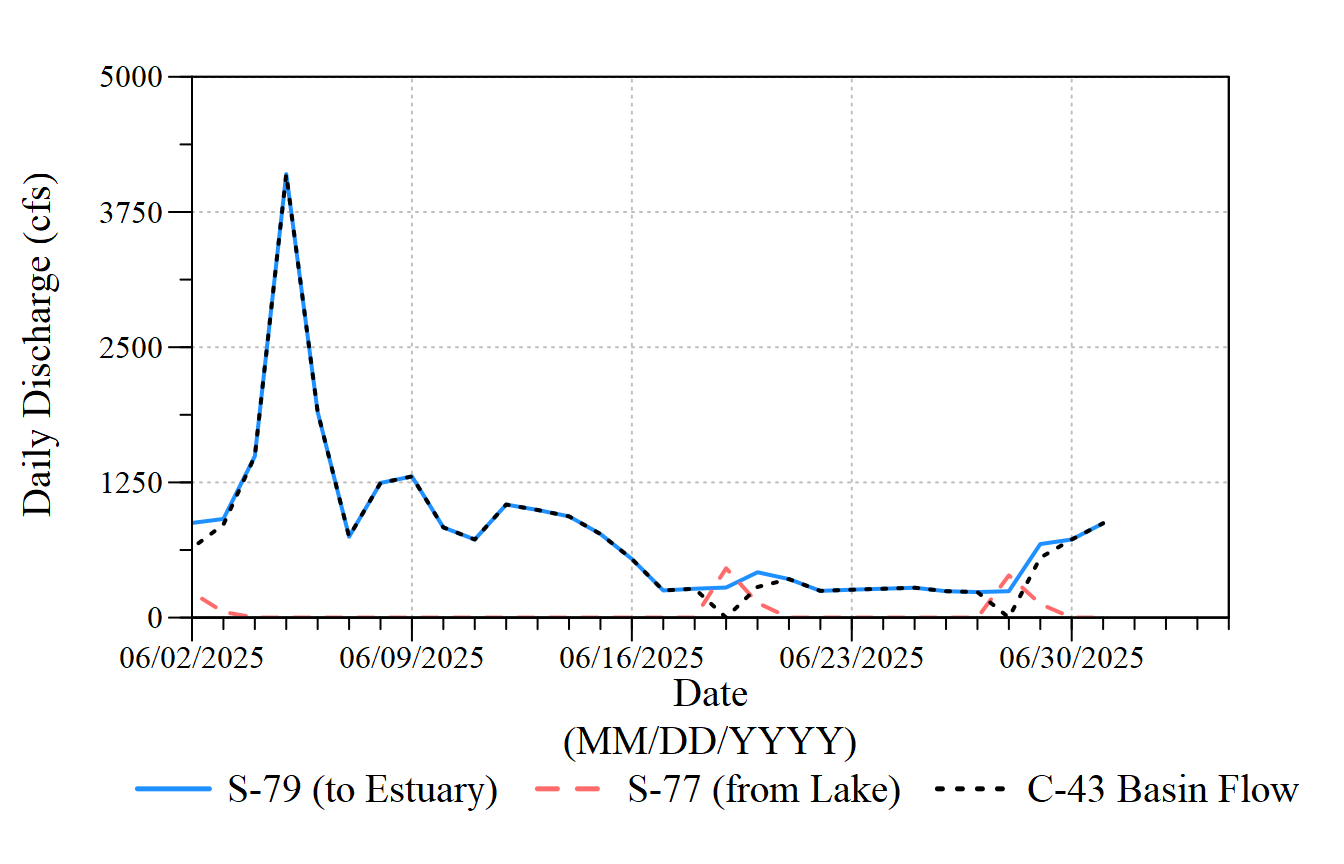 5000
3750
2500
1250
0
Daily Discharge (cfs)
06/02/2025 06/09/2025 06/16/2025 06/23/2025 06/30/2025
Date
(MM/DD/YYYY)
S-79 (to Estuary) S-77 (from Lake) C-43 Basin Flow